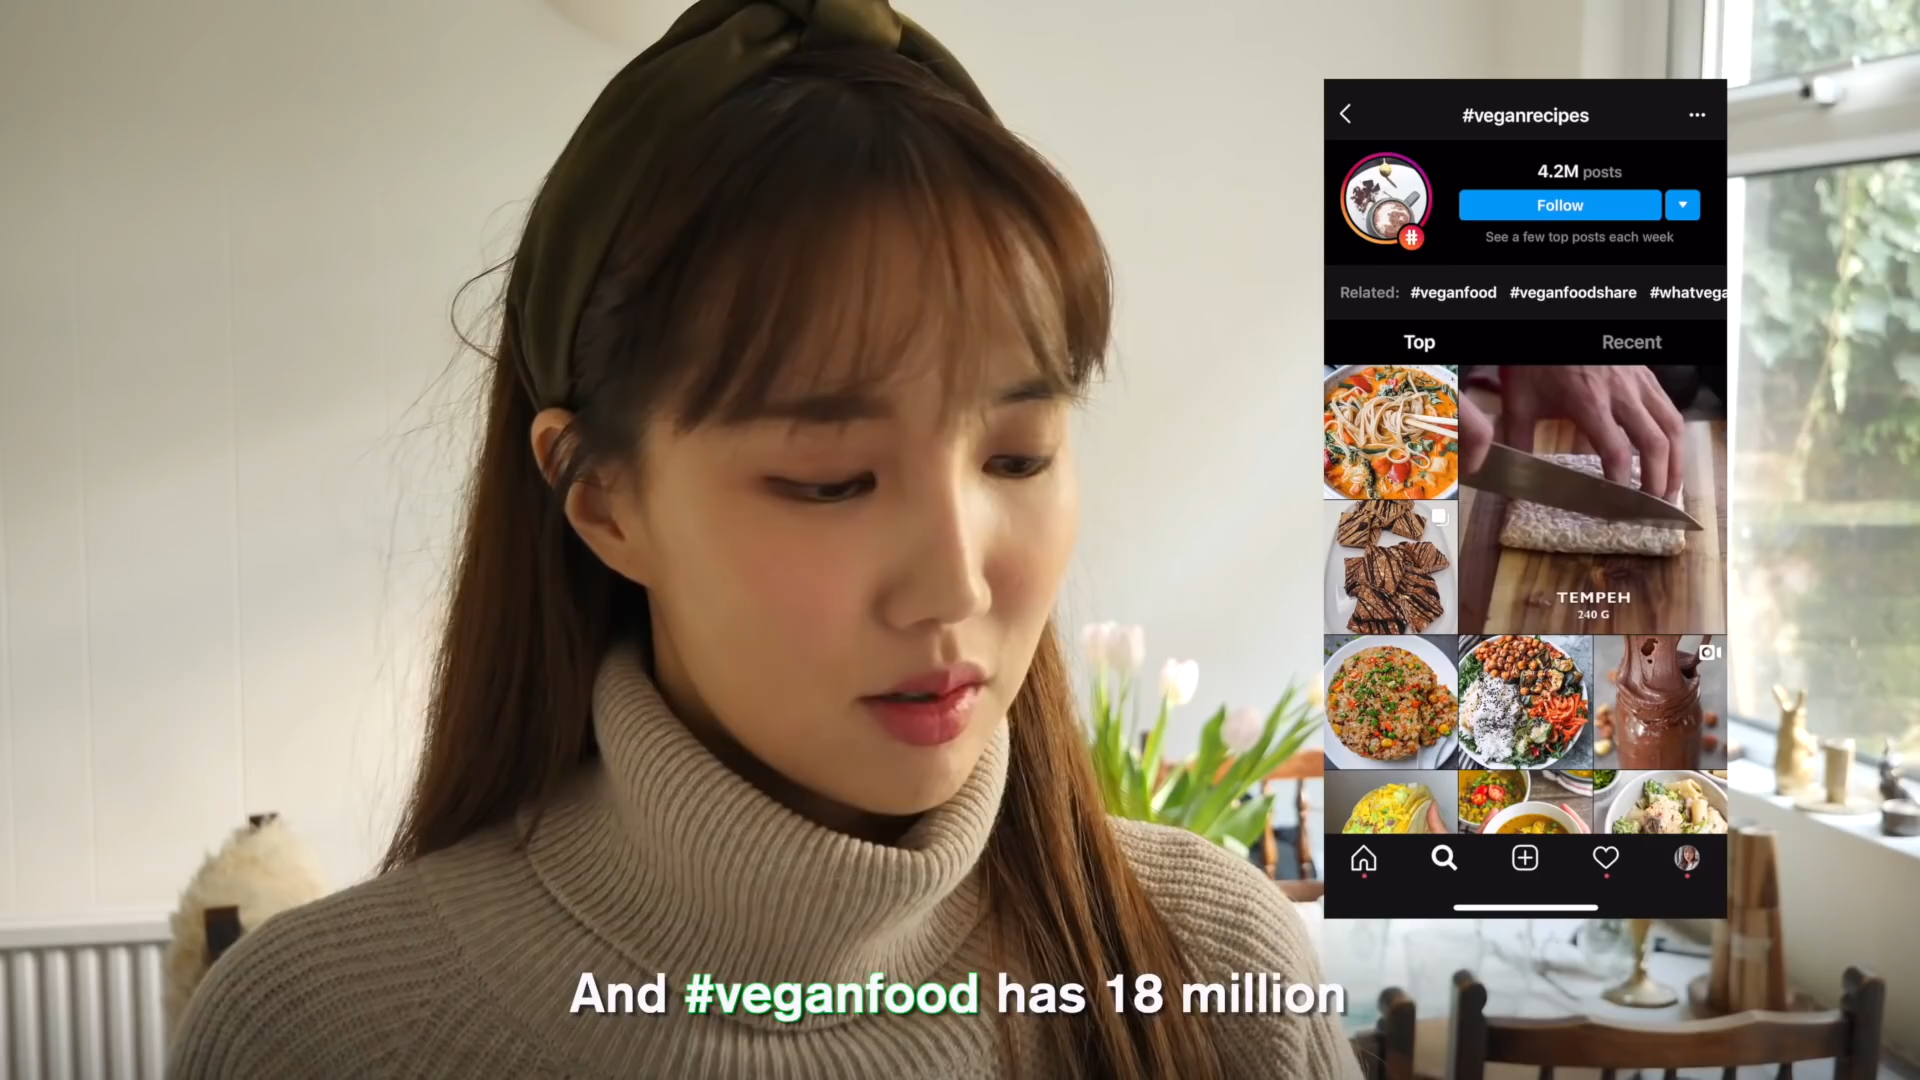 #veganrecipes
4.2M posts
Follow
See a few top posts each week
Related: #veganfood #veganfoodshare #whatvega
Top Recent
TEMPEH
240 G
And #veganfood has 18 million